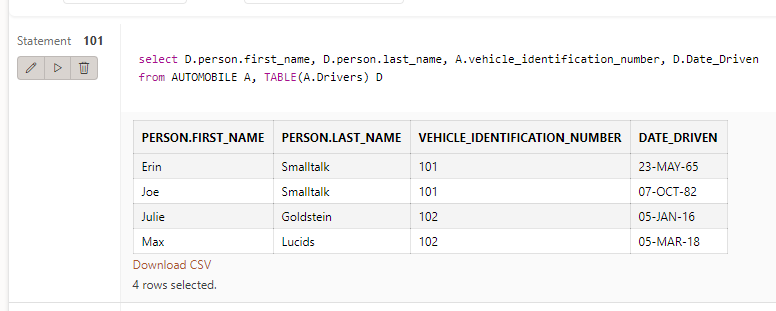 Statement 101
select D.person.first_name, D.person.last_name, A.vehicle_identification_number, D.Date_Driven
from AUTOMOBILE A, TABLE(A.Drivers) D
PERSON.FIRST_NAME PERSON.LAST_NAME VEHICLE_IDENTIFICATION_NUMBER DATE_DRIVEN
Erin Smalltalk 101 23-MAY-65
Joe Smalltalk 101 07-OCT-82
Julie Goldstein 102 05-JAN-16
Max Lucids 102 05-MAR-18
Download CSV
4 rows selected.